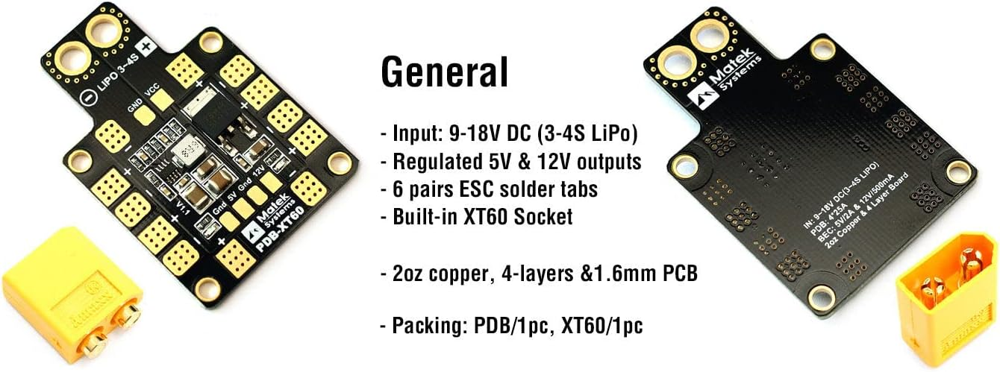 LIPO 3~4S +
GND VCC
V1.1
Gnd 5V Gnd 12V
Matek
Systems
PDB-XT60
Amass®
General
- Input: 9-18V DC (3-4S LiPo)
- Regulated 5V & 12V outputs
- 6 pairs ESC solder tabs
- Built-in XT60 Socket
- 2oz copper, 4-layers &1.6mm PCB
- Packing: PDB/1pc, XT60/1pc
Matek
Systems
IN: 9-18V DC(3~4S LIPO)
PDB: 4*25A
BEC: 5V/2A & 12V/500mA
2oz Copper & 4 Layer Board